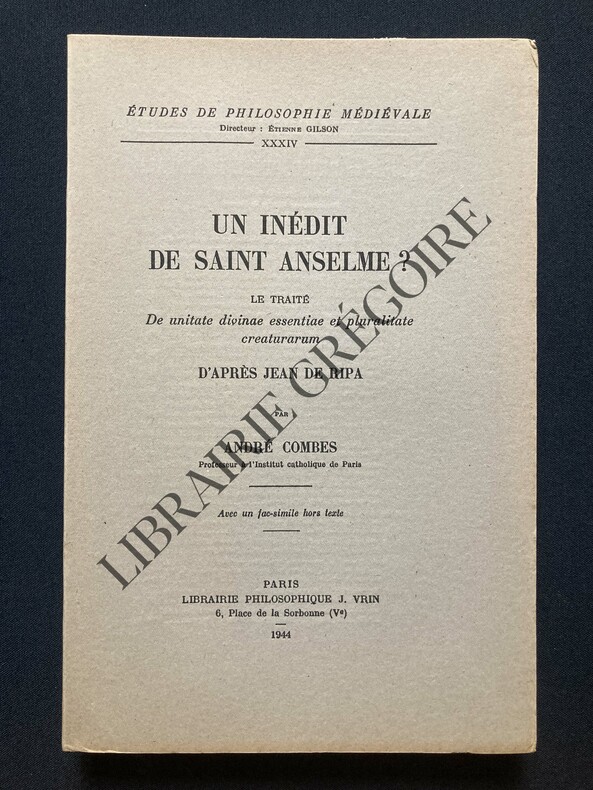 ÉTUDES DE PHILOSOPHIE MÉDIÉVALE
Directeur : ÉTIENNE GILSON
XXXIV
UN INÉDIT
DE SAINT ANSELME ?
LE TRAITÉ
De unitate divinae essentiae et pluralitate
creaturarum
D'APRÈS JEAN DE RIPA
PAR
ANDRÉ COMBES
Professeur à l'Institut catholique de Paris
Avec un fac-simile hors texte
PARIS
LIBRAIRIE PHILOSOPHIQUE J. VRIN
6, Place de la Sorbonne (Ve)
1944
LIBRAIRIE GRÉGOIRE